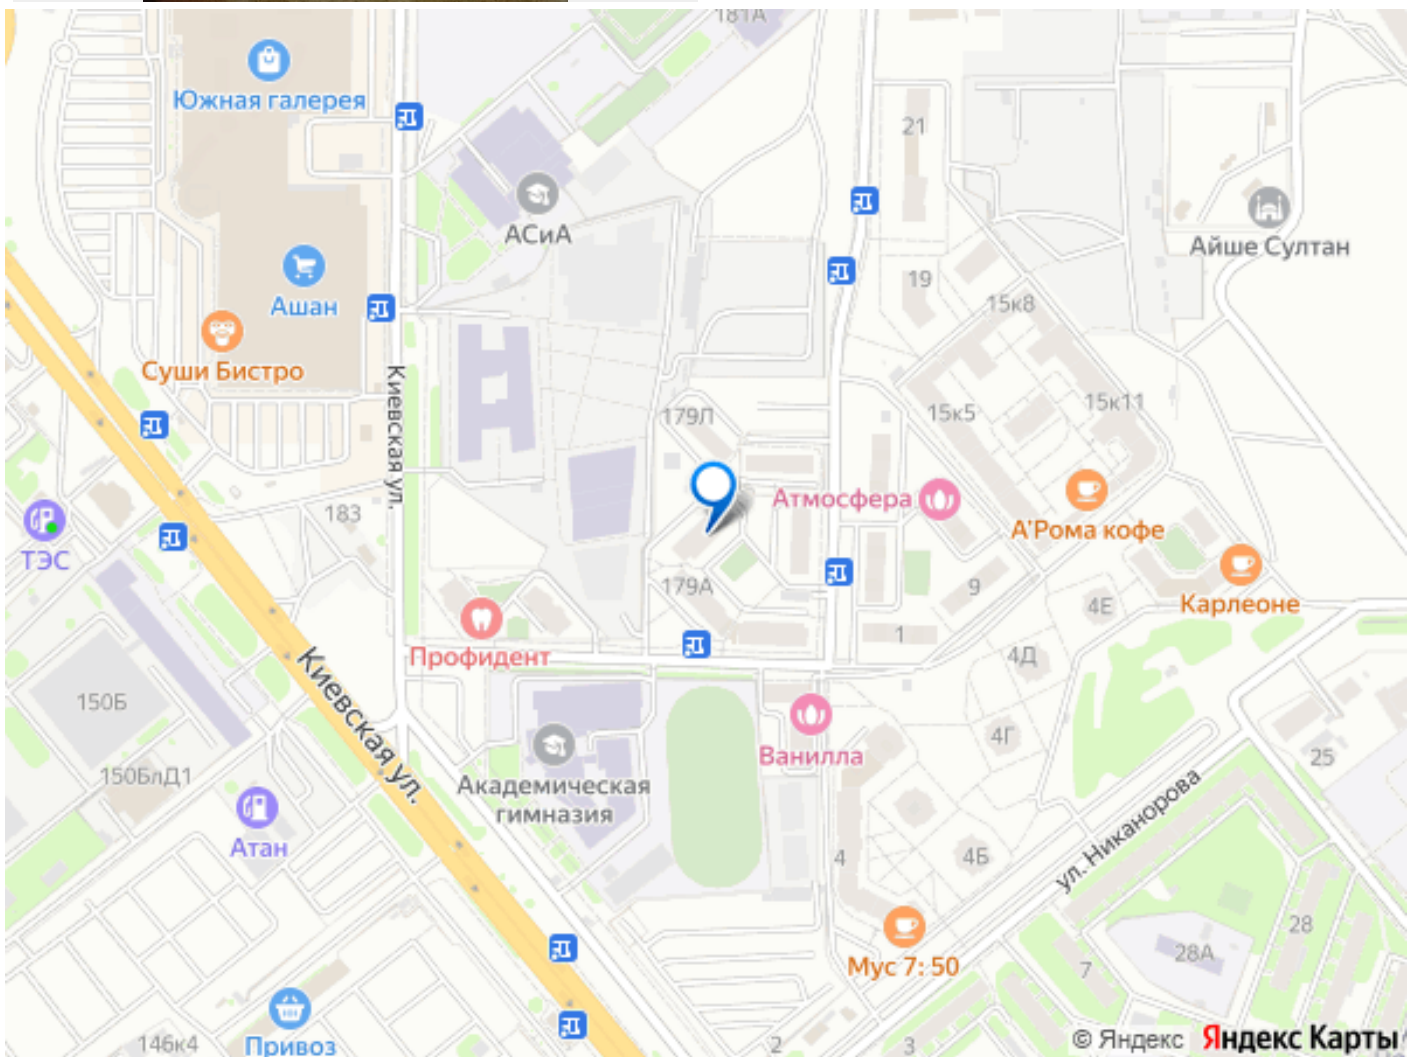 181А
Южная галерея
21
АСиА
Айше Султан
19
15к8
Ашан
Суши Бистро
Киевская ул.
179Л
15к5
15к11
Атмосфера
183
А'Рома кофе
ТЭС
179А
9
4Е
Карлеоне
1
Профидент
4Д
Киевская ул.
150Б
4Г
Ванилла
25
150БлД1
Академическая
гимназия
ул. Никанорова
Атан
4
4Б
28
28А
Мус 7:50
7
146к4
Привоз
2
3
© Яндекс Яндекс Карты